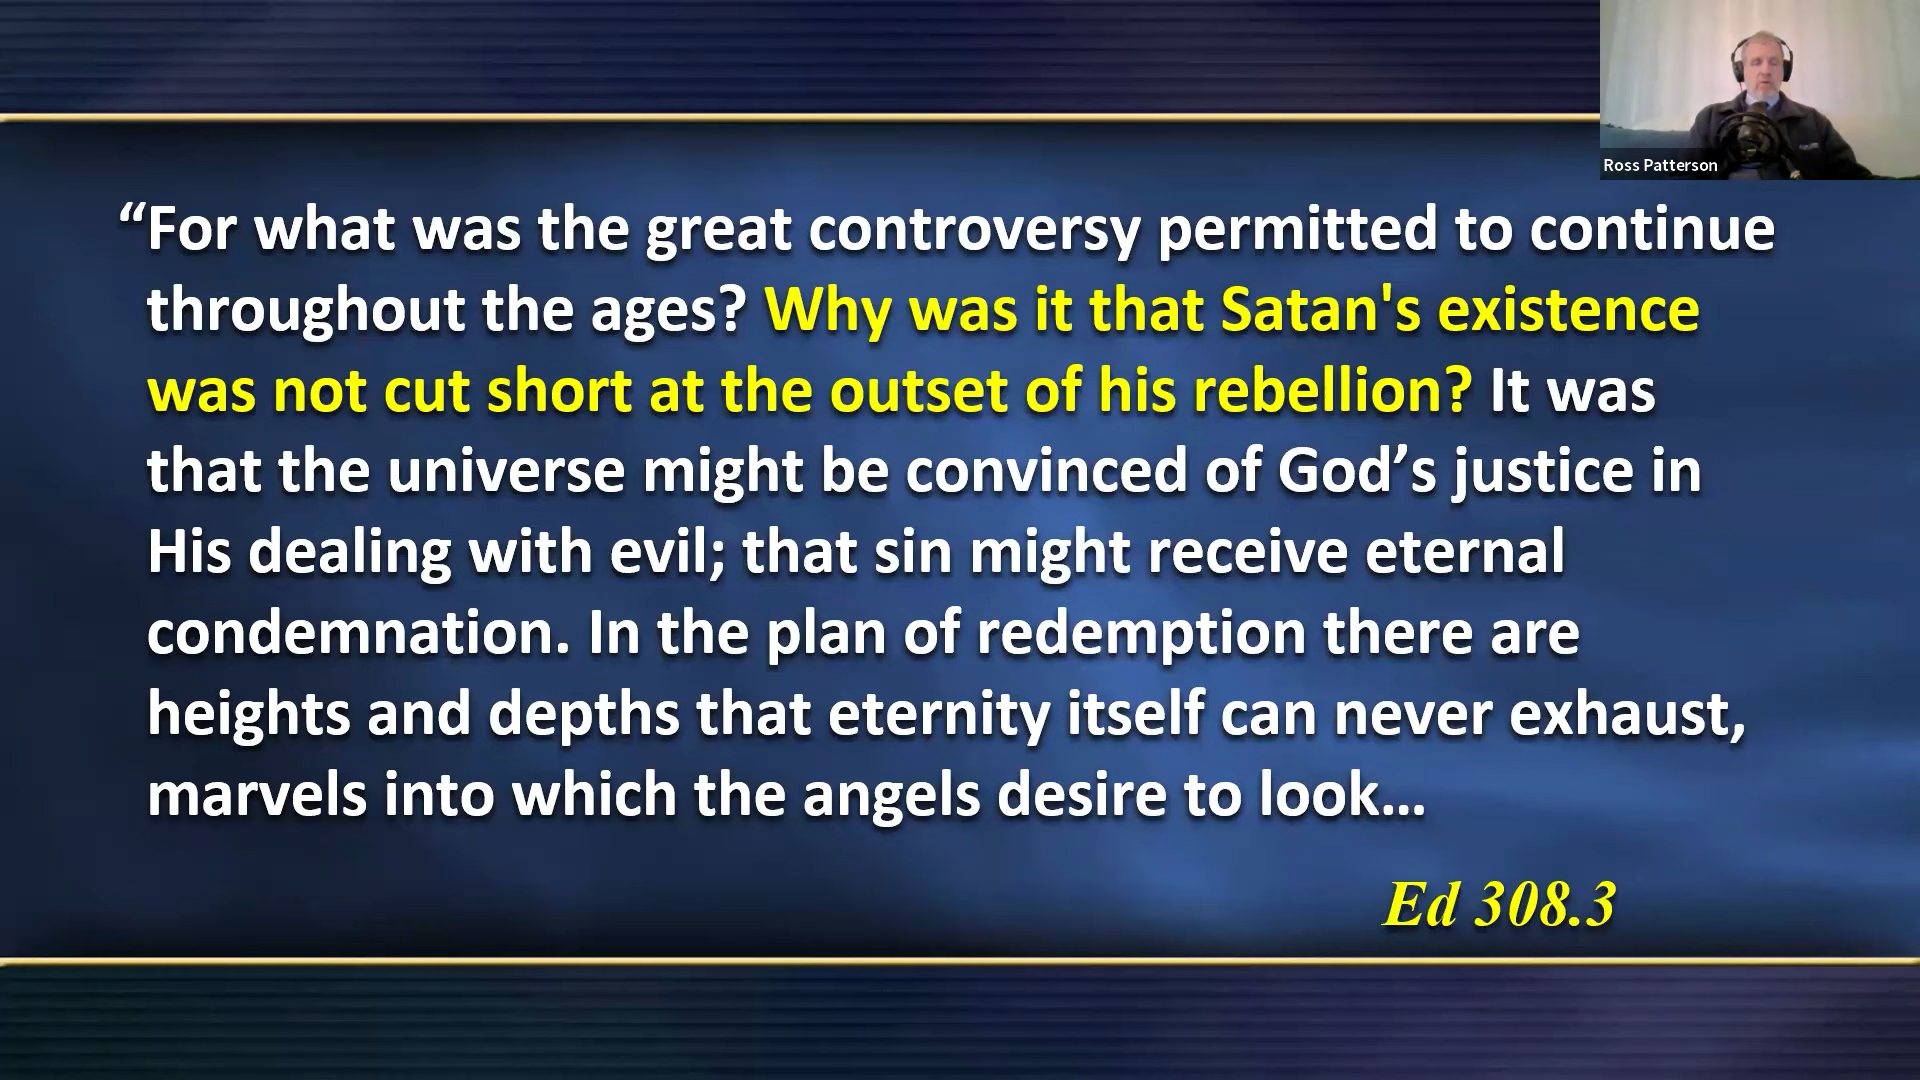 Ross Patterson
“For what was the great controversy permitted to continue
throughout the ages? Why was it that Satan's existence
was not cut short at the outset of his rebellion? It was
that the universe might be convinced of God’s justice in
His dealing with evil; that sin might receive eternal
condemnation. In the plan of redemption there are
heights and depths that eternity itself can never exhaust,
marvels into which the angels desire to look…
Ed 308.3